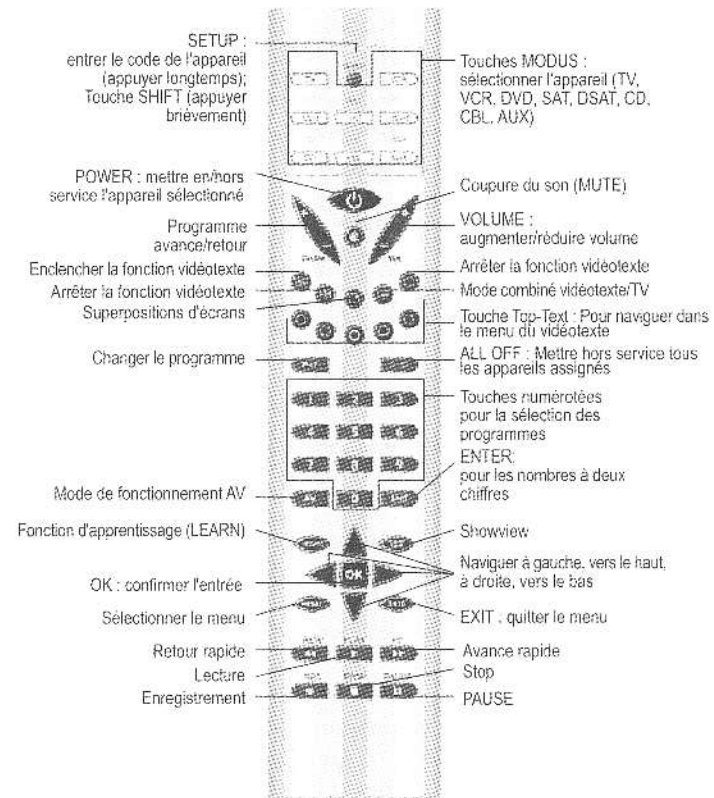 SETUP :
entrer le code de l'appareil
(appuyer longtemps);
Touche SHIFT (appuyer
brièvement)
Touches MODUS :
sélectionner l'appareil (TV,
VCR, DVD, SAT, DSAT, CD,
CBL, AUX)
POWER : mettre en/hors
service l'appareil sélectionné
Coupure du son (MUTE)
Programme
avance/retour
VOLUME :
augmenter/réduire volume
Enclencher la fonction vidéotexte
Arrêter la fonction vidéotexte
Arrêter la fonction vidéotexte
Mode combiné vidéotexte/TV
Superpositions d'écrans
Touche Top-Text : Pour naviguer dans
le menu du vidéotexte
Changer le programme
ALL OFF : Mettre hors service tous
les appareils assignés
Touches numérotées
pour la sélection des
programmes
ENTER:
pour les nombres à deux
chiffres
Mode de fonctionnement AV
Fonction d'apprentissage (LEARN)
Showview
Naviguer à gauche, vers le haut,
à droite, vers le bas
OK
OK : confirmer l'entrée
Sélectionner le menu
EXIT : quitter le menu
Retour rapide
Avance rapide
Lecture
Stop
Enregistrement
PAUSE